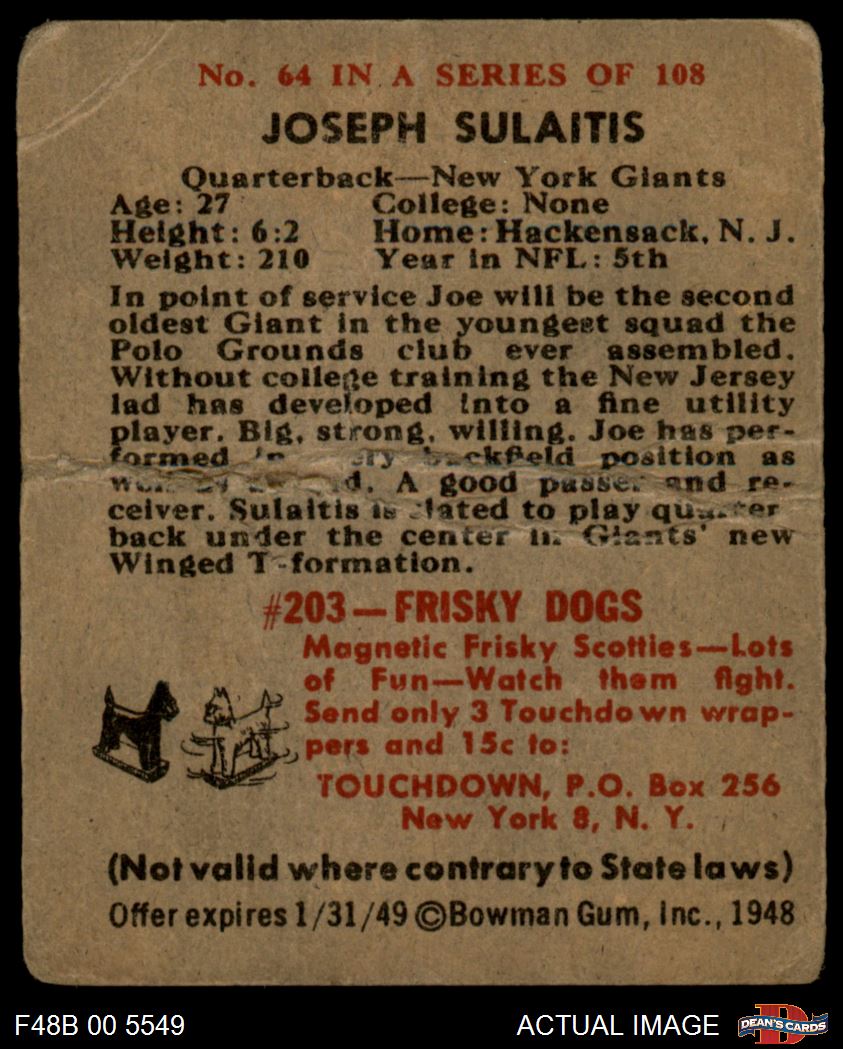 No. 64 IN A SERIES OF 108
JOSEPH SULAITIS
Quarterback—New York Giants
Age: 27 College: None
Height: 6:2 Home: Hackensack, N. J.
Weight: 210 Year in NFL: 5th
In point of service Joe will be the second
oldest Giant in the youngest squad the
Polo Grounds club ever assembled.
Without college training the New Jersey
lad has developed into a fine utility
player. Big, strong, willing. Joe has per-
formed backfield position as
A good passer and re-
ceiver. Sulaitis is slated to play quarter
back under the center in Giants' new
Winged T-formation.
#203—FRISKY DOGS
Magnetic Frisky Scotties—Lots
of Fun—Watch them fight.
Send only 3 Touchdown wrap-
pers and 15c to:
TOUCHDOWN, P.O. Box 256
New York 8, N. Y.
(Not valid where contrary to State laws)
Offer expires 1/31/49 ©Bowman Gum, Inc., 1948
F48B 00 5549 ACTUAL IMAGE DEAN'S CARDS